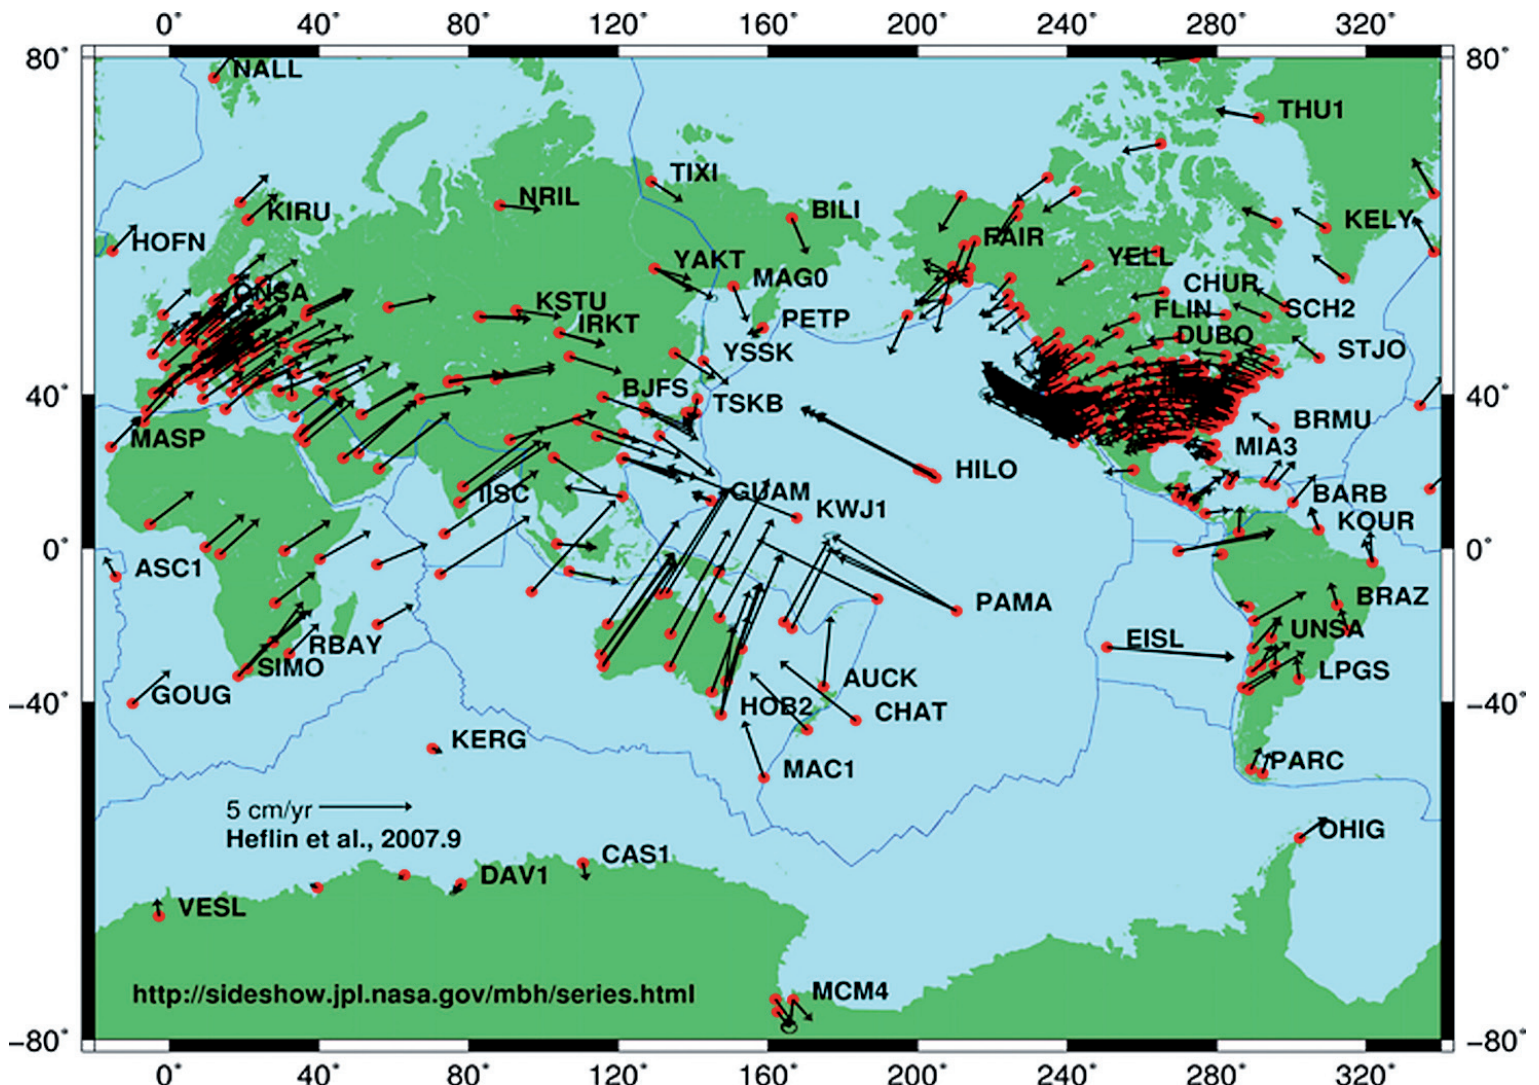 0° 40° 80° 120° 160° 200° 240° 280° 320°
80° 80°
NALL
THU1
TIXI
NRIL
BILI
KIRU
KELY
HOFN
FAIR
YAKT
YELL
MAG0
CHUR
ONSA
KSTU
FLIN
SCH2
PETP
IRKT
DUBO
YSSK
STJO
BJFS
40° 40°
TSKB
BRMU
MASP
MIA3
HILO
IISC
GUAM
BARB
KWJ1
KOUR
0° 0°
ASC1
BRAZ
PAMA
UNSA
EISL
RBAY
SIMO
LPGS
AUCK
GOUG
HOB2
−40° −40°
CHAT
KERG
PARC
MAC1
5 cm/yr
OHIG
Heflin et al., 2007.9
CAS1
DAV1
VESL
MCM4
http://sideshow.jpl.nasa.gov/mbh/series.html
−80° −80°
0° 40° 80° 120° 160° 200° 240° 280° 320°